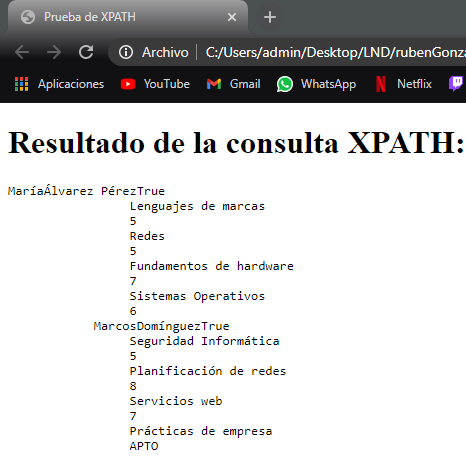 Prueba de XPATH
Archivo C:/Users/admin/Desktop/LND/rubenGonza
Aplicaciones YouTube Gmail WhatsApp Netflix
Resultado de la consulta XPATH:
MaríaÁlvarez PérezTrue
Lenguajes de marcas
5
Redes
5
Fundamentos de hardware
7
Sistemas Operativos
6
MarcosDomínguezTrue
Seguridad Informática
5
Planificación de redes
8
Servicios web
7
Prácticas de empresa
APTO